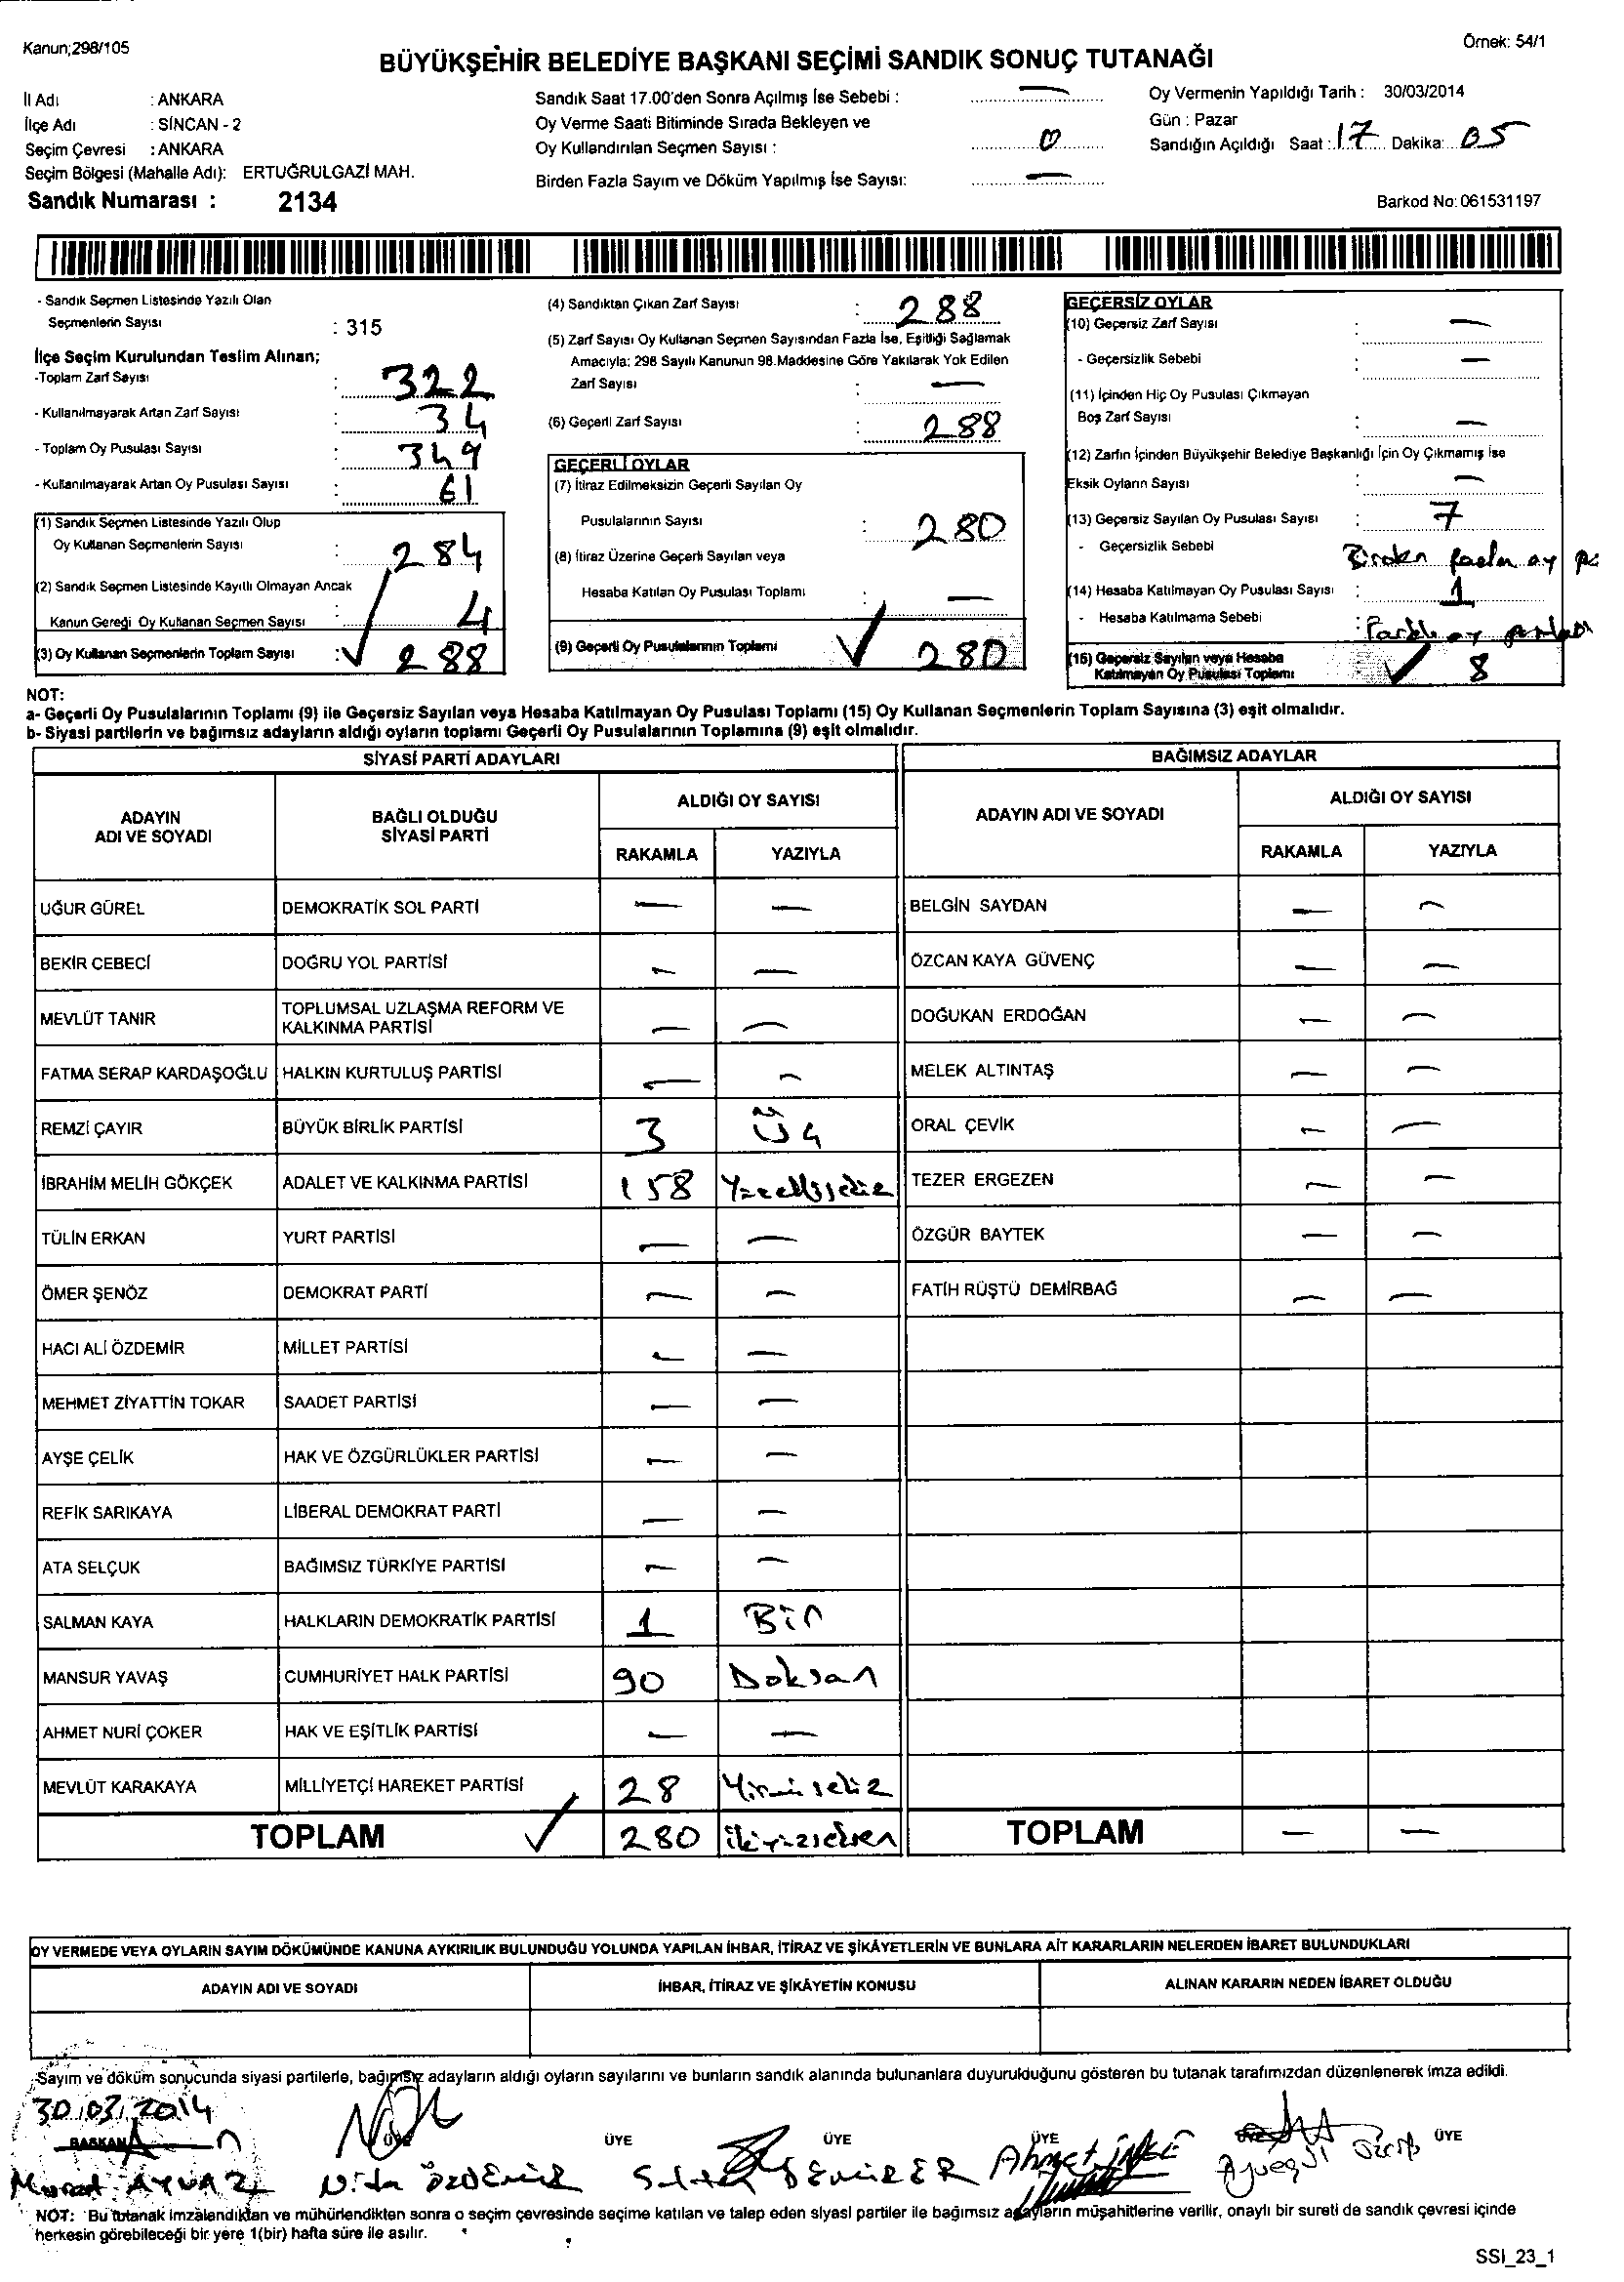 Kanun;298/105
Örnek: 54/1
BÜYÜKŞEHİR BELEDİYE BAŞKANI SEÇİMİ SANDIK SONUÇ TUTANAĞI
İl Adı : ANKARA
İlçe Adı : SİNCAN - 2
Seçim Çevresi : ANKARA
Seçim Bölgesi (Mahalle Adı): ERTUĞRULGAZİ MAH.
Sandık Numarası : 2134
Sandık Saat 17.00'den Sonra Açılmış İse Sebebi : —
Oy Verme Saati Bitiminde Sırada Bekleyen ve
Oy Kullandırılan Seçmen Sayısı : 0
Birden Fazla Sayım ve Döküm Yapılmış İse Sayısı: —
Oy Vermenin Yapıldığı Tarih : 30/03/2014
Gün : Pazar
Sandığın Açıldığı Saat : 17 Dakika: 05
Barkod No: 061531197
- Sandık Seçmen Listesinde Yazılı Olan
Seçmenlerin Sayısı : 315
İlçe Seçim Kurulundan Teslim Alınan;
-Toplam Zarf Sayısı : 322
- Kullanılmayarak Artan Zarf Sayısı : 34
- Toplam Oy Pusulası Sayısı : 349
- Kullanılmayarak Artan Oy Pusulası Sayısı : 61
(1) Sandık Seçmen Listesinde Yazılı Olup
Oy Kullanan Seçmenlerin Sayısı : 284
(2) Sandık Seçmen Listesinde Kayıtlı Olmayan Ancak
Kanun Gereği Oy Kullanan Seçmen Sayısı : 4
(3) Oy Kullanan Seçmenlerin Toplam Sayısı : 288
(4) Sandıktan Çıkan Zarf Sayısı : 288
(5) Zarf Sayısı Oy Kullanan Seçmen Sayısından Fazla İse, Eşitliği Sağlamak
Amacıyla; 298 Sayılı Kanunun 98.Maddesine Göre Yakılarak Yok Edilen
Zarf Sayısı : —
(6) Geçerli Zarf Sayısı : 288
GEÇERLİ OYLAR
(7) İtiraz Edilmeksizin Geçerli Sayılan Oy
Pusulalarının Sayısı : 280
(8) İtiraz Üzerine Geçerli Sayılan veya
Hesaba Katılan Oy Pusulası Toplamı : —
(9) Geçerli Oy Pusulalarının Toplamı 280
GEÇERSİZ OYLAR
(10) Geçersiz Zarf Sayısı : —
- Geçersizlik Sebebi : —
(11) İçinden Hiç Oy Pusulası Çıkmayan
Boş Zarf Sayısı : —
(12) Zarfın İçinden Büyükşehir Belediye Başkanlığı İçin Oy Çıkmamış İse
Eksik Oyların Sayısı : —
(13) Geçersiz Sayılan Oy Pusulası Sayısı : 7
- Geçersizlik Sebebi Birden fazla oy
(14) Hesaba Katılmayan Oy Pusulası Sayısı : 1
- Hesaba Katılmama Sebebi : Farklı oy pusulası
(15) Geçersiz Sayılan veya Hesaba
Katılmayan Oy Pusulası Toplamı : 8
NOT:
a- Geçerli Oy Pusulalarının Toplamı (9) ile Geçersiz Sayılan veya Hesaba Katılmayan Oy Pusulası Toplamı (15) Oy Kullanan Seçmenlerin Toplam Sayısına (3) eşit olmalıdır.
b- Siyasi partilerin ve bağımsız adayların aldığı oyların toplamı Geçerli Oy Pusulalarının Toplamına (9) eşit olmalıdır.
SİYASİ PARTİ ADAYLARI
ADAYIN
ADI VE SOYADI
BAĞLI OLDUĞU
SİYASİ PARTİ
ALDIĞI OY SAYISI
RAKAMLA YAZIYLA
UĞUR GÜREL DEMOKRATİK SOL PARTİ — —
BEKİR CEBECİ DOĞRU YOL PARTİSİ — —
MEVLÜT TANIR TOPLUMSAL UZLAŞMA REFORM VE
KALKINMA PARTİSİ — —
FATMA SERAP KARDAŞOĞLU HALKIN KURTULUŞ PARTİSİ — —
REMZİ ÇAYIR BÜYÜK BİRLİK PARTİSİ 3 Üç
İBRAHİM MELİH GÖKÇEK ADALET VE KALKINMA PARTİSİ 158 Yüzellisekiz
TÜLİN ERKAN YURT PARTİSİ — —
ÖMER ŞENÖZ DEMOKRAT PARTİ — —
HACI ALİ ÖZDEMİR MİLLET PARTİSİ — —
MEHMET ZİYATTİN TOKAR SAADET PARTİSİ — —
AYŞE ÇELİK HAK VE ÖZGÜRLÜKLER PARTİSİ — —
REFİK SARIKAYA LİBERAL DEMOKRAT PARTİ — —
ATA SELÇUK BAĞIMSIZ TÜRKİYE PARTİSİ — —
SALMAN KAYA HALKLARIN DEMOKRATİK PARTİSİ 1 Bir
MANSUR YAVAŞ CUMHURİYET HALK PARTİSİ 90 Doksan
AHMET NURİ ÇOKER HAK VE EŞİTLİK PARTİSİ — —
MEVLÜT KARAKAYA MİLLİYETÇİ HAREKET PARTİSİ 28 Yirmisekiz
TOPLAM 280 ikiyüzseksen
BAĞIMSIZ ADAYLAR
ADAYIN ADI VE SOYADI
ALDIĞI OY SAYISI
RAKAMLA YAZIYLA
BELGİN SAYDAN — —
ÖZCAN KAYA GÜVENÇ — —
DOĞUKAN ERDOĞAN — —
MELEK ALTINTAŞ — —
ORAL ÇEVİK — —
TEZER ERGEZEN — —
ÖZGÜR BAYTEK — —
FATİH RÜŞTÜ DEMİRBAĞ — —
TOPLAM — —
OY VERMEDE VEYA OYLARIN SAYIM DÖKÜMÜNDE KANUNA AYKIRILIK BULUNDUĞU YOLUNDA YAPILAN İHBAR, İTİRAZ VE ŞİKÂYETLERİN VE BUNLARA AİT KARARLARIN NELERDEN İBARET BULUNDUKLARI
ADAYIN ADI VE SOYADI İHBAR, İTİRAZ VE ŞİKÂYETİN KONUSU ALINAN KARARIN NEDEN İBARET OLDUĞU
Sayım ve döküm sonucunda siyasi partilerle, bağımsız adayların aldığı oyların sayılarını ve bunların sandık alanında bulunanlara duyurulduğunu gösteren bu tutanak tarafımızdan düzenlenerek imza edildi.
30.03.2014
BAŞKAN ÜYE ÜYE ÜYE ÜYE ÜYE
Murat AYVAZ Nida ÖZDEMİR DEMİRER Ahmet
NOT: Bu tutanak imzalandıktan ve mühürlendikten sonra o seçim çevresinde seçime katılan ve talep eden siyasi partiler ile bağımsız adayların müşahitlerine verilir, onaylı bir sureti de sandık çevresi içinde
herkesin görebileceği bir yere 1(bir) hafta süre ile asılır.
SSI_23_1